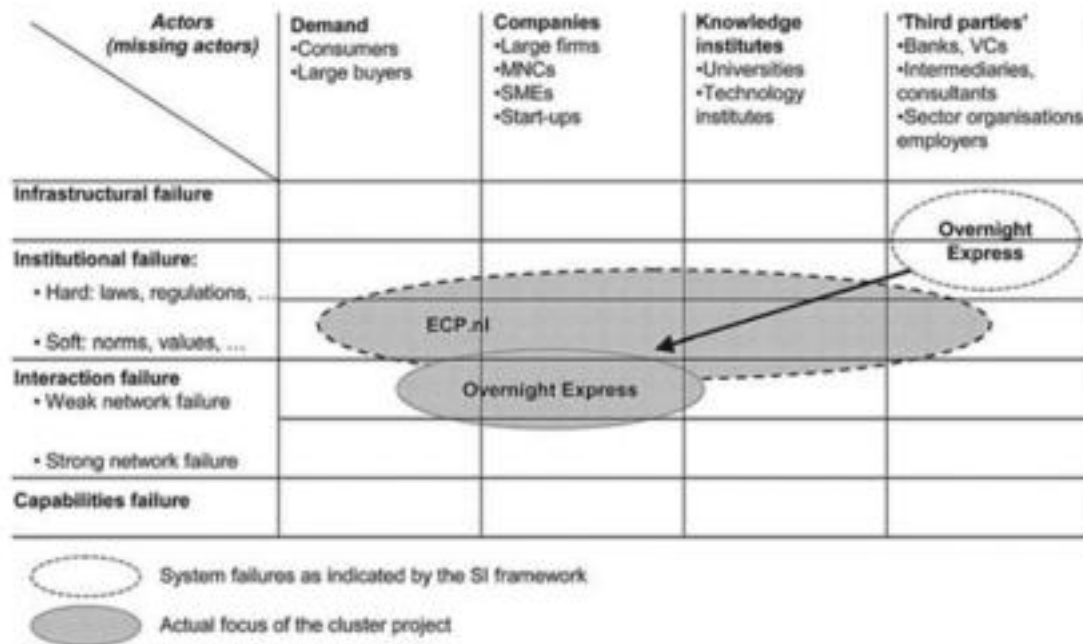 Actors
(missing actors)
Demand
•Consumers
•Large buyers
Companies
•Large firms
•MNCs
•SMEs
•Start-ups
Knowledge
institutes
•Universities
•Technology
institutes
'Third parties'
•Banks, VCs
•Intermediaries,
consultants
•Sector organisations
employers
Infrastructural failure
Overnight
Express
Institutional failure:
• Hard: laws, regulations, …
• Soft: norms, values, …
ECP.nl
Interaction failure
• Weak network failure
Overnight Express
• Strong network failure
Capabilities failure
System failures as indicated by the SI framework
Actual focus of the cluster project